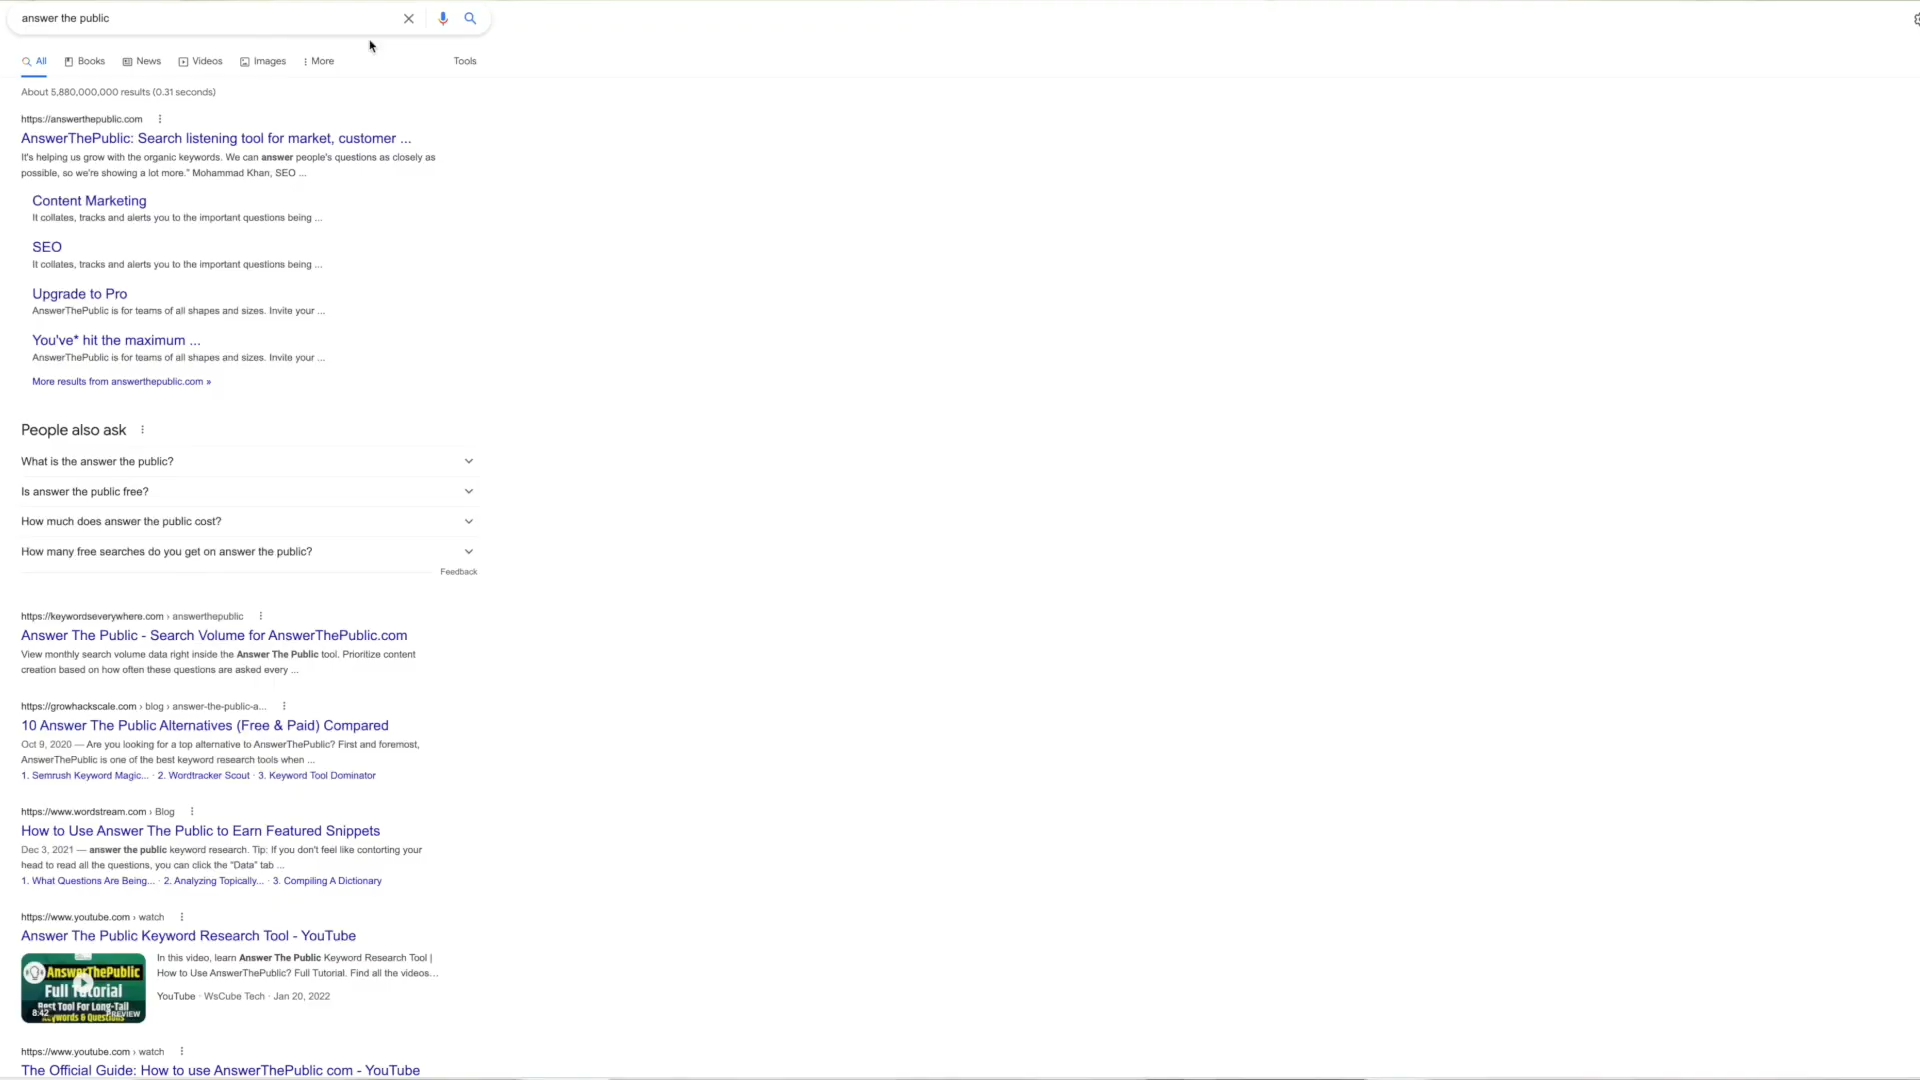 answer the public
All Books News Videos Images More Tools
About 5,880,000,000 results (0.31 seconds)
https://answerthepublic.com
AnswerThePublic: Search listening tool for market, customer ...
It's helping us grow with the organic keywords. We can answer people's questions as closely as
possible, so we're showing a lot more." Mohammad Khan, SEO ...
Content Marketing
It collates, tracks and alerts you to the important questions being ...
SEO
It collates, tracks and alerts you to the important questions being ...
Upgrade to Pro
AnswerThePublic is for teams of all shapes and sizes. Invite your ...
You've* hit the maximum ...
AnswerThePublic is for teams of all shapes and sizes. Invite your ...
More results from answerthepublic.com »
People also ask
What is the answer the public?
Is answer the public free?
How much does answer the public cost?
How many free searches do you get on answer the public?
Feedback
https://keywordseverywhere.com › answerthepublic
Answer The Public - Search Volume for AnswerThePublic.com
View monthly search volume data right inside the Answer The Public tool. Prioritize content
creation based on how often these questions are asked every ...
https://growhackscale.com › blog › answer-the-public-a...
10 Answer The Public Alternatives (Free & Paid) Compared
Oct 9, 2020 — Are you looking for a top alternative to AnswerThePublic? First and foremost,
AnswerThePublic is one of the best keyword research tools when ...
1. Semrush Keyword Magic... · 2. Wordtracker Scout · 3. Keyword Tool Dominator
https://www.wordstream.com › Blog
How to Use Answer The Public to Earn Featured Snippets
Dec 3, 2021 — answer the public keyword research. Tip: If you don't feel like contorting your
head to read all the questions, you can click the "Data" tab ...
1. What Questions Are Being... · 2. Analyzing Topically... · 3. Compiling A Dictionary
https://www.youtube.com › watch
Answer The Public Keyword Research Tool - YouTube
In this video, learn Answer The Public Keyword Research Tool |
How to Use AnswerThePublic? Full Tutorial. Find all the videos...
YouTube · WsCube Tech · Jan 20, 2022
AnswerThePublic
Full Tutorial
Best Tool For Long-Tail
Keywords & Questions
8:42 PREVIEW
https://www.youtube.com › watch
The Official Guide: How to use AnswerThePublic com - YouTube